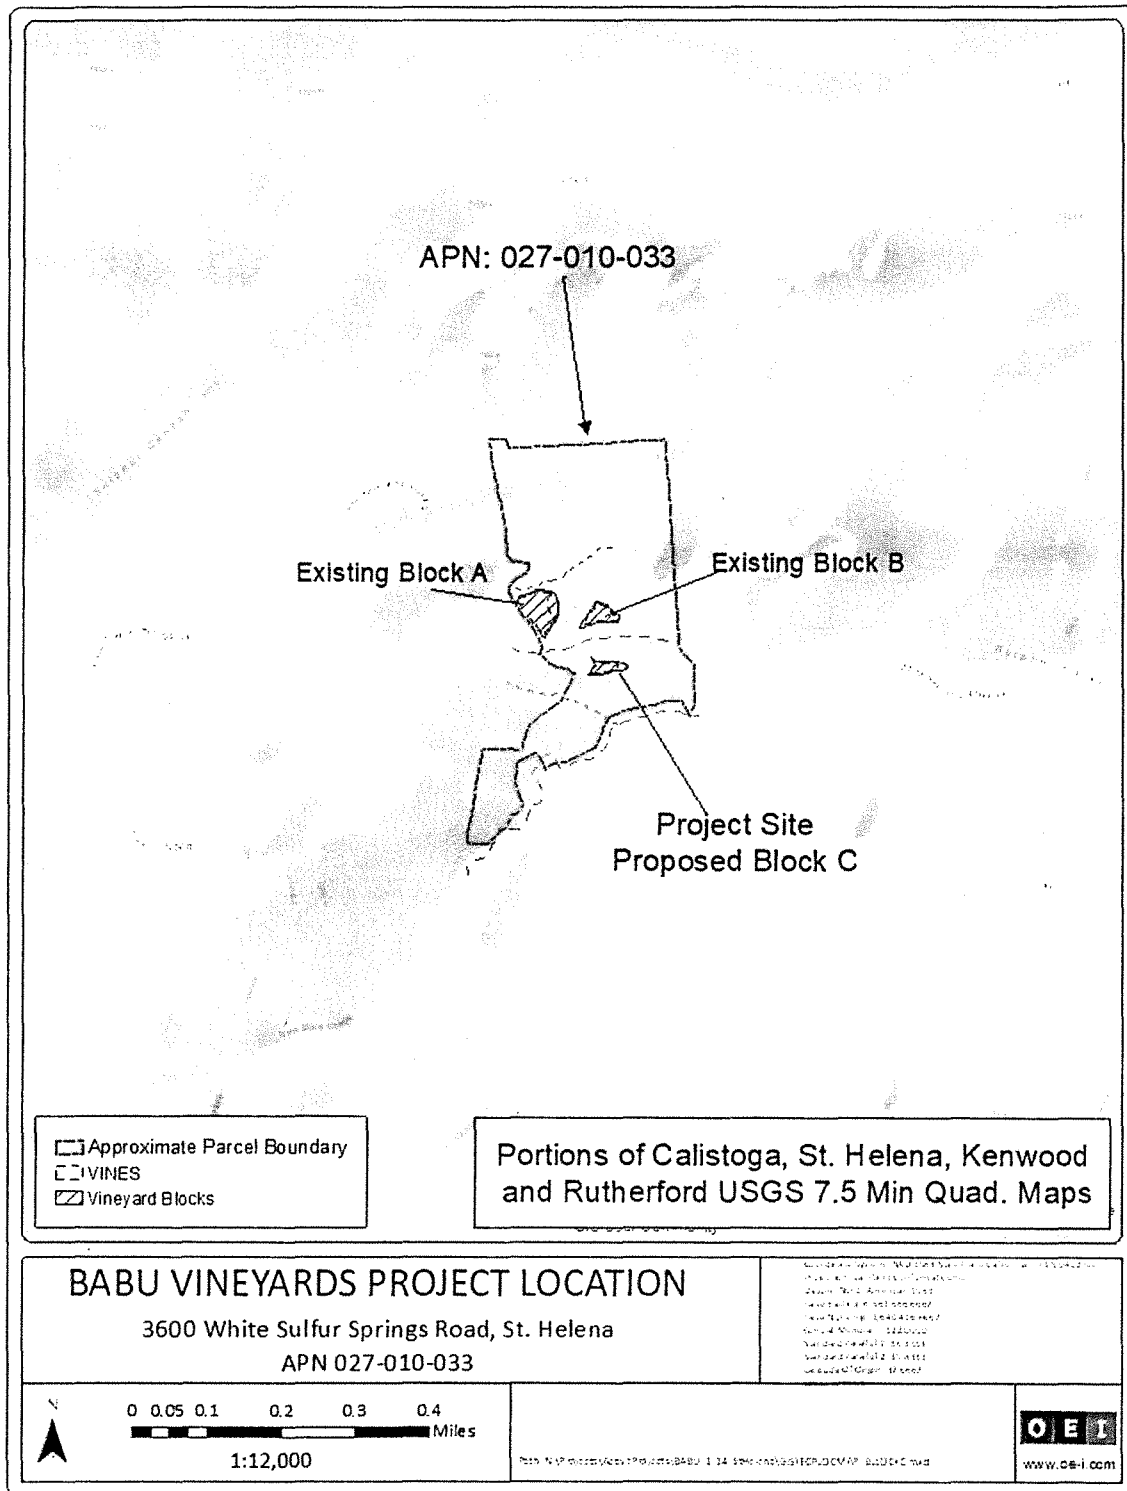 APN: 027-010-033
Existing Block A
Existing Block B
Project Site
Proposed Block C
Approximate Parcel Boundary
VINES
Vineyard Blocks
Portions of Calistoga, St. Helena, Kenwood
and Rutherford USGS 7.5 Min Quad. Maps
BABU VINEYARDS PROJECT LOCATION
3600 White Sulfur Springs Road, St. Helena
APN 027-010-033
N
0 0.05 0.1 0.2 0.3 0.4
Miles
1:12,000
OEI
www.oe-i.com